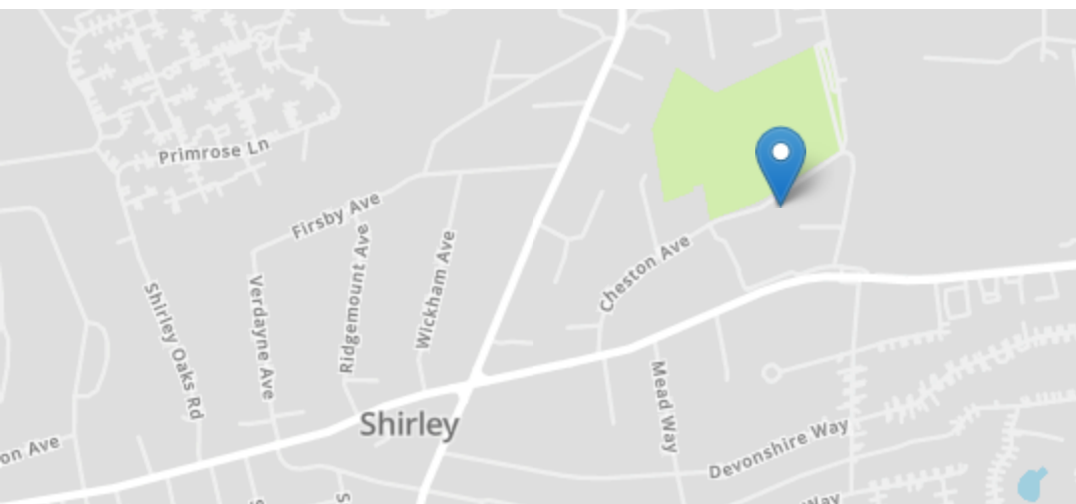 Primrose Ln
Firsby Ave
Ridgemount Ave
Wickham Ave
Cheston Ave
Shirley Oaks Rd
Verdayne Ave
Shirley
Mead Way
on Ave
Devonshire Way
Way
S